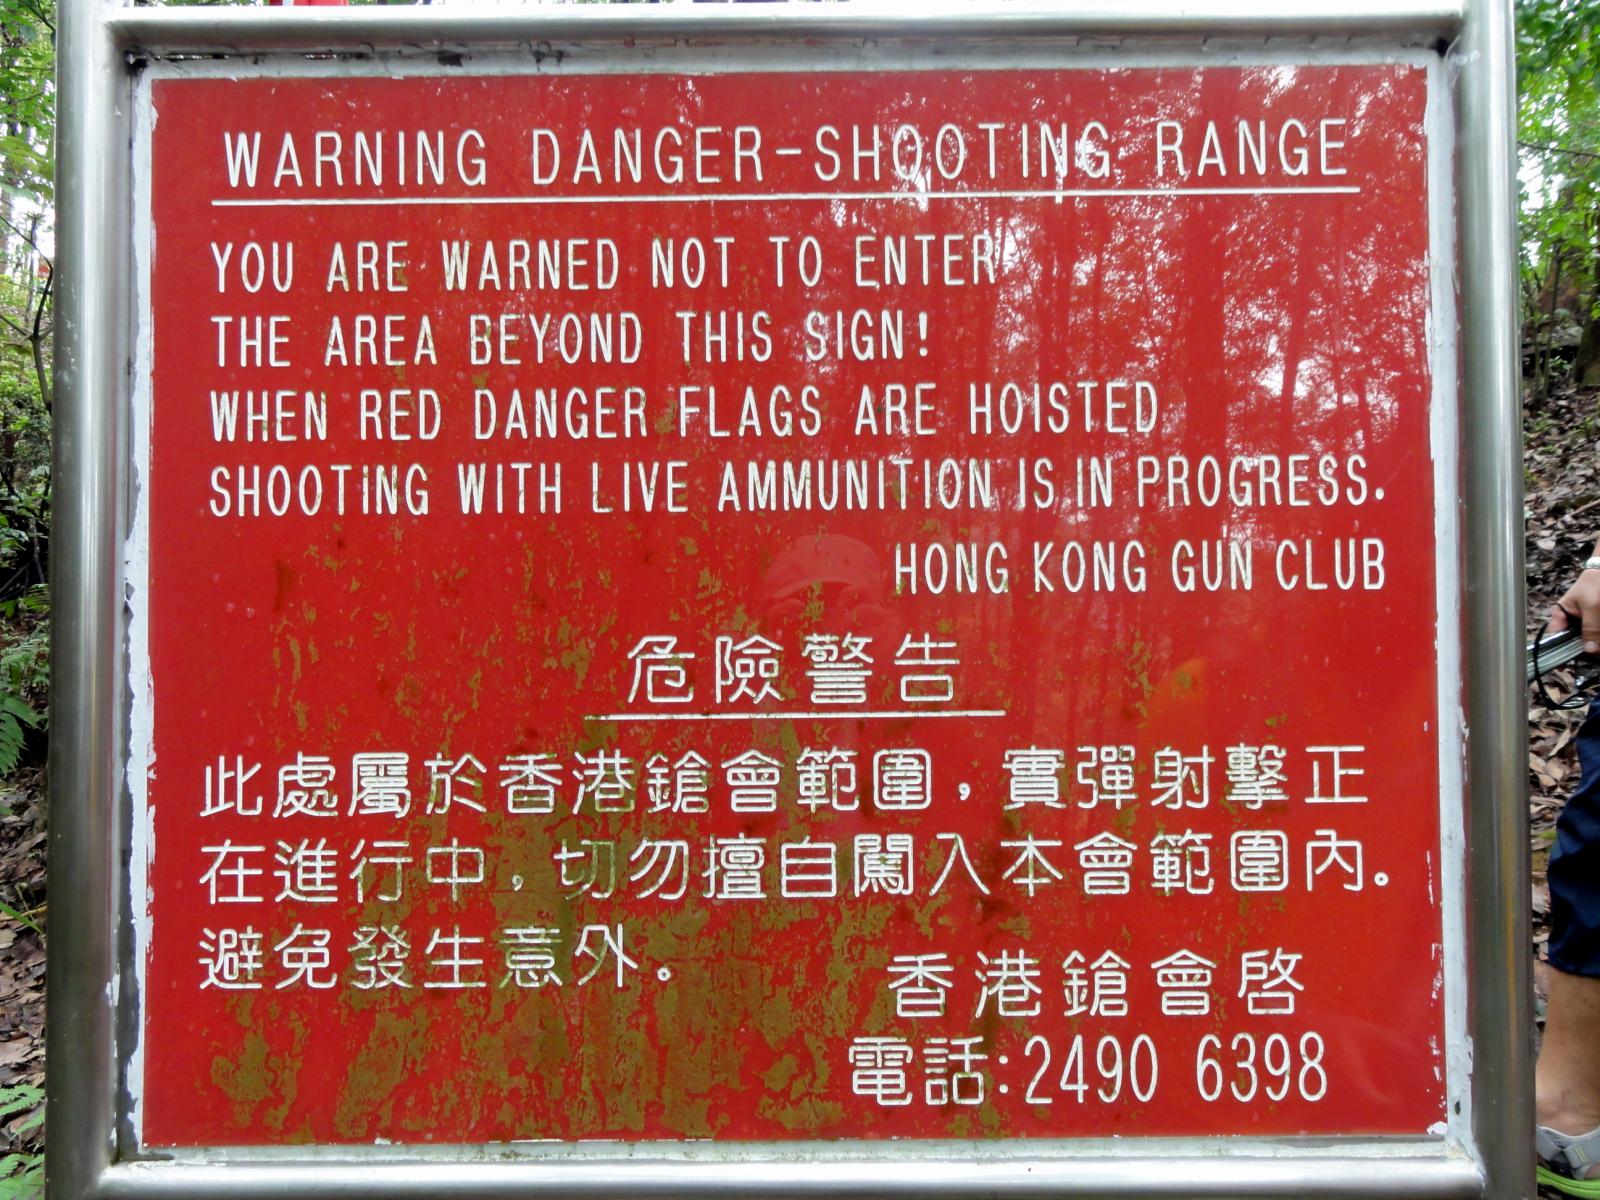 WARNING DANGER-SHOOTING RANGE
YOU ARE WARNED NOT TO ENTER
THE AREA BEYOND THIS SIGN!
WHEN RED DANGER FLAGS ARE HOISTED
SHOOTING WITH LIVE AMMUNITION IS IN PROGRESS.
HONG KONG GUN CLUB
危險警告
此處屬於香港鎗會範圍，實彈射擊正
在進行中，切勿擅自闖入本會範圍內。
避免發生意外。
香港鎗會啓
電話:2490 6398